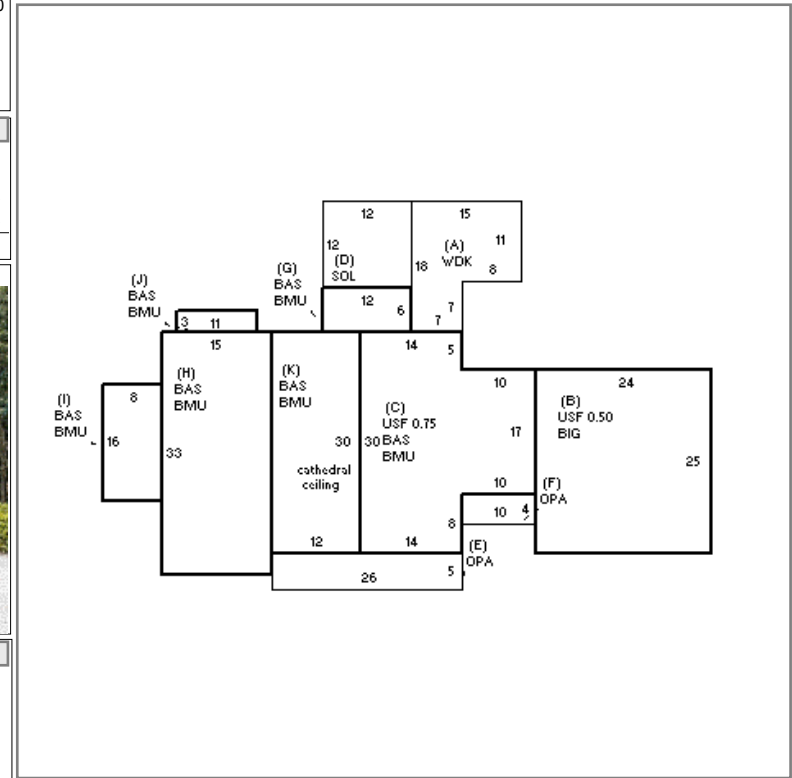 12
15
12
(D)
SOL
(A)
WDK
11
8
18
(G)
BAS
BMU
12
6
7
7
(J)
BAS
BMU
3
11
15
14
5
(H)
BAS
BMU
(K)
BAS
BMU
10
24
(I)
BAS
BMU
8
16
33
(C)
USF 0.75
BAS
BMU
30
30
cathedral
ceiling
17
(B)
USF 0.50
BIG
25
10
(F)
OPA
10
4
8
12
14
(E)
OPA
26
5